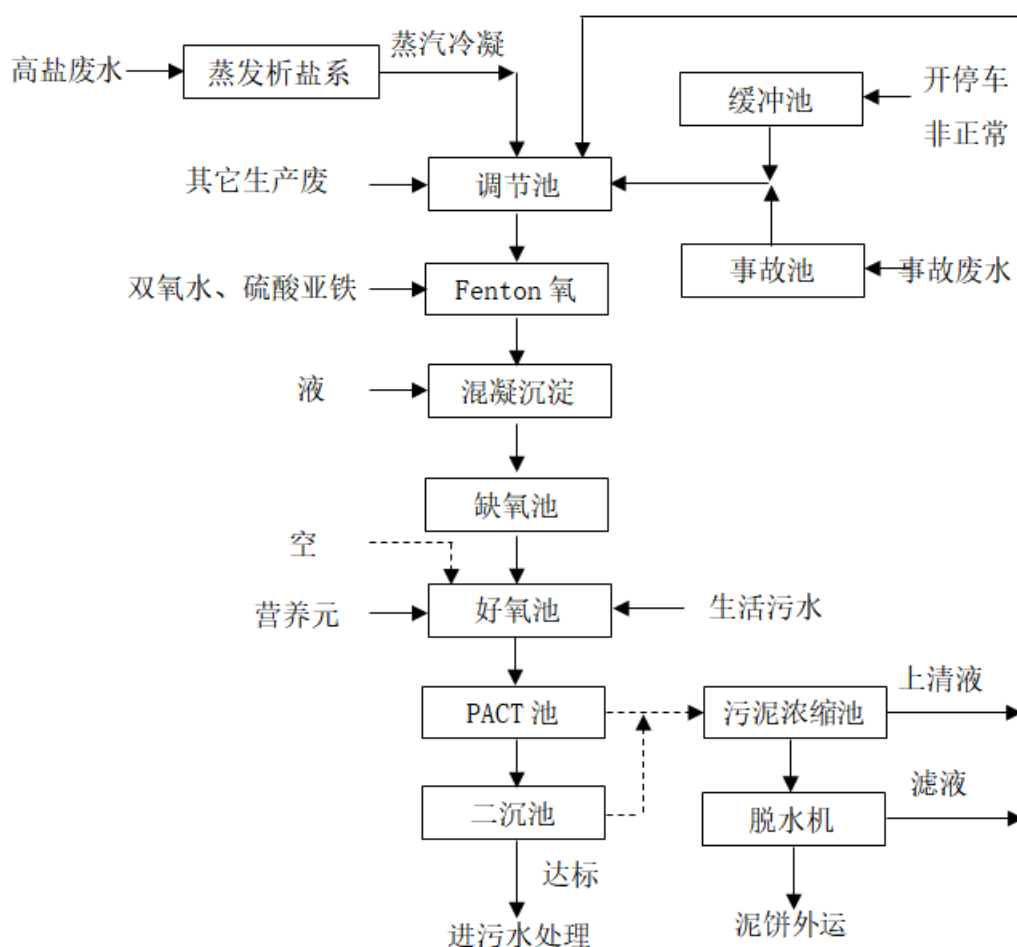 高盐废水
蒸发析盐系
蒸汽冷凝
缓冲池
开停车
非正常
其它生产废
调节池
事故池
事故废水
双氧水、硫酸亚铁
Fenton 氧
液
混凝沉淀
缺氧池
空
营养元
好氧池
生活污水
PACT 池
污泥浓缩池
上清液
二沉池
脱水机
滤液
达标
进污水处理
泥饼外运